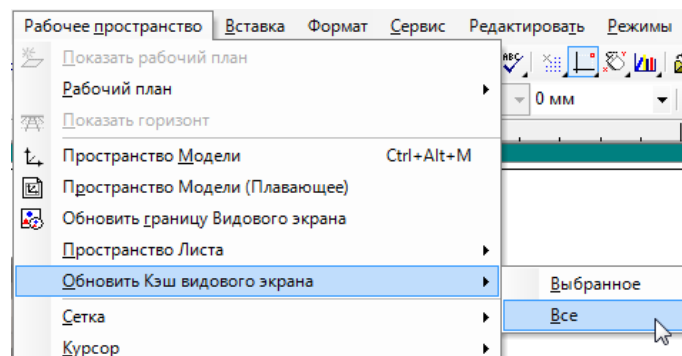 Рабочее пространство Вставка Формат Сервис Редактировать Режимы
Показать рабочий план
ABC
Рабочий план
0 мм
Показать горизонт
Пространство Модели Ctrl+Alt+M
Пространство Модели (Плавающее)
Обновить границу Видового экрана
Пространство Листа
Обновить Кэш видового экрана
Выбранное
Сетка
Все
Курсор